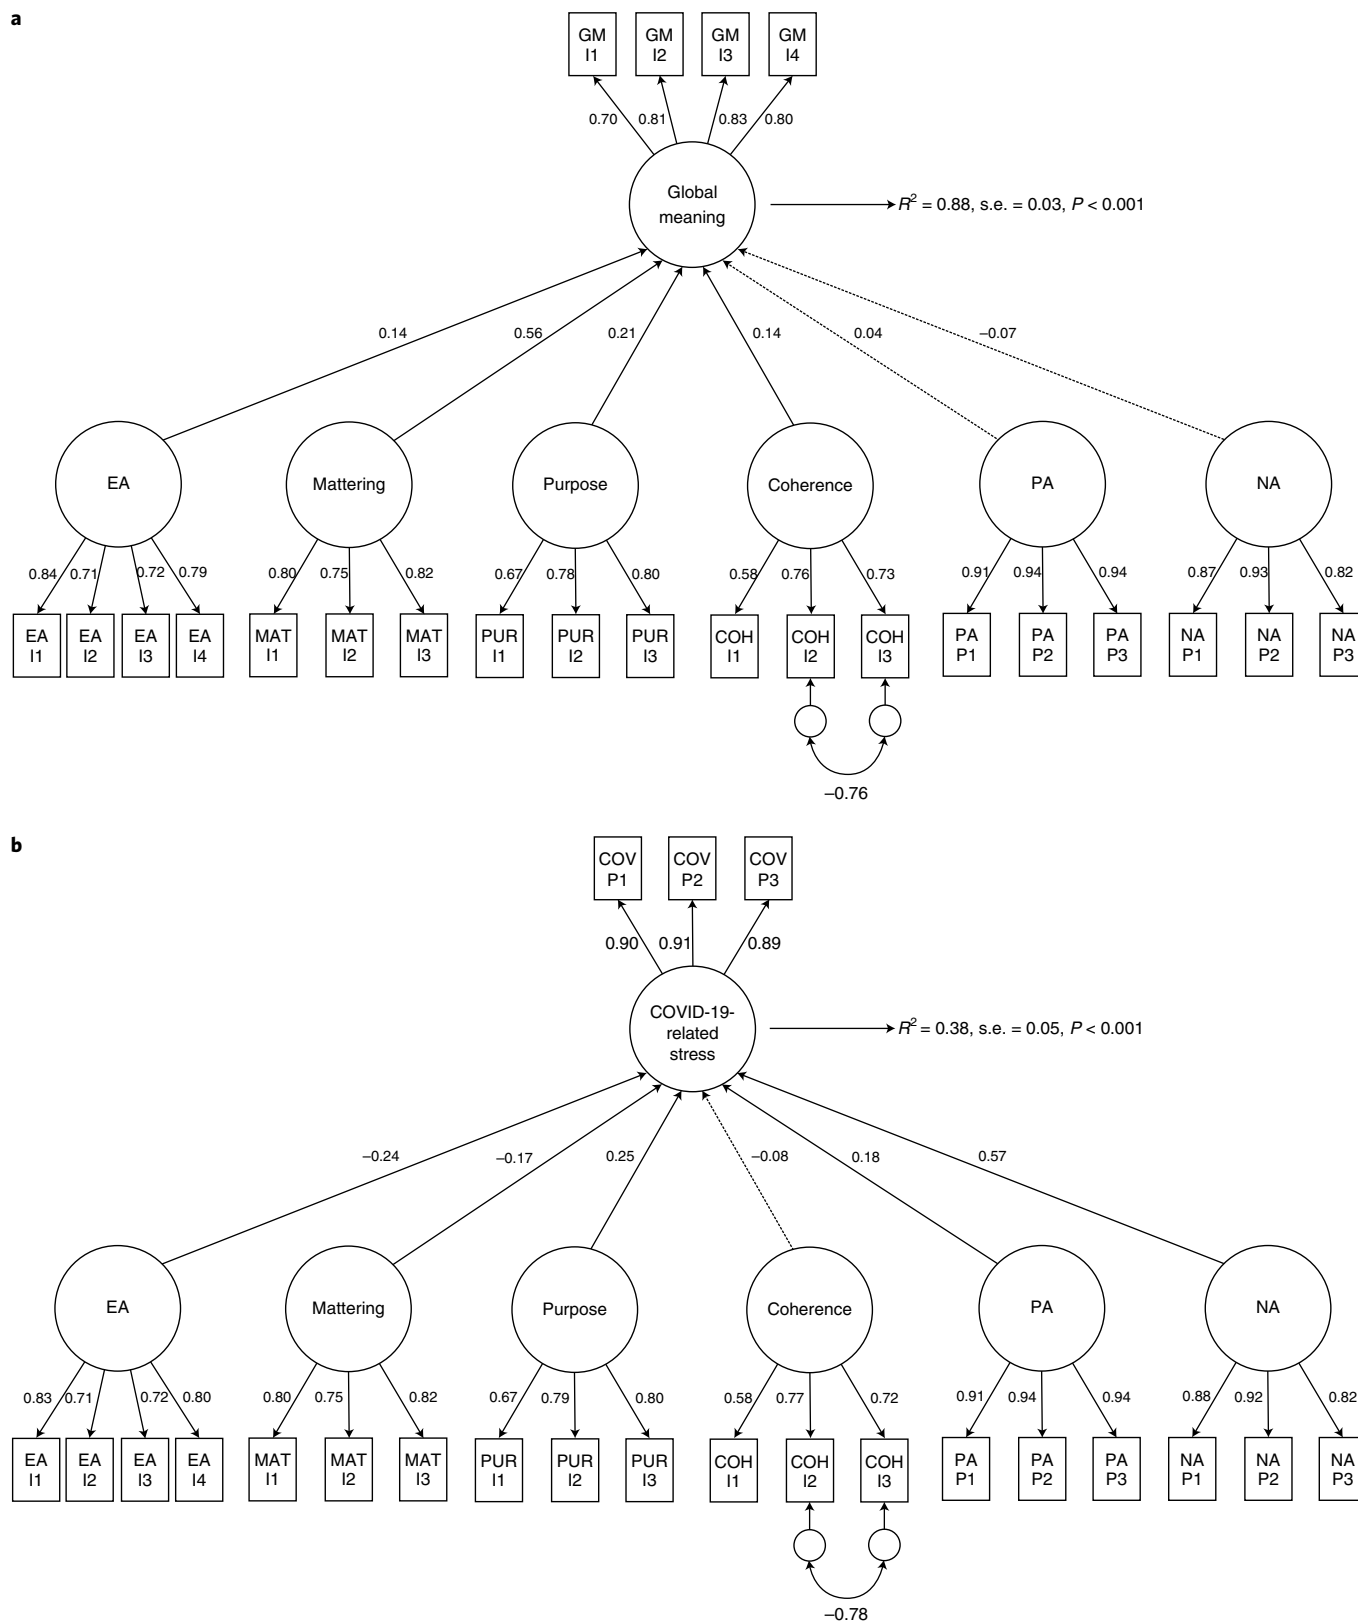 a
GM I1
GM I2
GM I3
GM I4
0.70
0.81
0.83
0.80
Global
meaning
R² = 0.88, s.e. = 0.03, P < 0.001
0.14
0.56
0.21
0.14
0.04
–0.07
EA
Mattering
Purpose
Coherence
PA
NA
0.84
0.71
0.72
0.79
0.80
0.75
0.82
0.67
0.78
0.80
0.58
0.76
0.73
0.91
0.94
0.94
0.87
0.93
0.82
EA I1
EA I2
EA I3
EA I4
MAT I1
MAT I2
MAT I3
PUR I1
PUR I2
PUR I3
COH I1
COH I2
COH I3
PA P1
PA P2
PA P3
NA P1
NA P2
NA P3
–0.76
b
COV P1
COV P2
COV P3
0.90
0.91
0.89
COVID-19-
related
stress
R² = 0.38, s.e. = 0.05, P < 0.001
–0.24
–0.17
0.25
–0.08
0.18
0.57
EA
Mattering
Purpose
Coherence
PA
NA
0.83
0.71
0.72
0.80
0.80
0.75
0.82
0.67
0.79
0.80
0.58
0.77
0.72
0.91
0.94
0.94
0.88
0.92
0.82
EA I1
EA I2
EA I3
EA I4
MAT I1
MAT I2
MAT I3
PUR I1
PUR I2
PUR I3
COH I1
COH I2
COH I3
PA P1
PA P2
PA P3
NA P1
NA P2
NA P3
–0.78